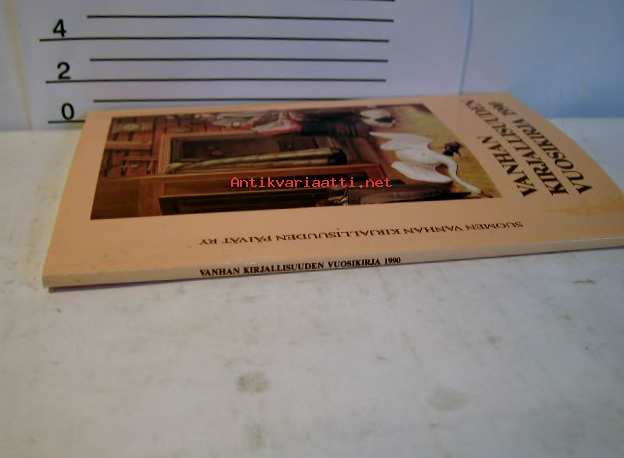 4
2
0
VANHAN
KIRJALLISUUDEN
VUOSIKIRJA 1990
Antikvariaatti.net
SUOMEN VANHAN KIRJALLISUUDEN PÄIVÄT RY
VANHAN KIRJALLISUUDEN VUOSIKIRJA 1990